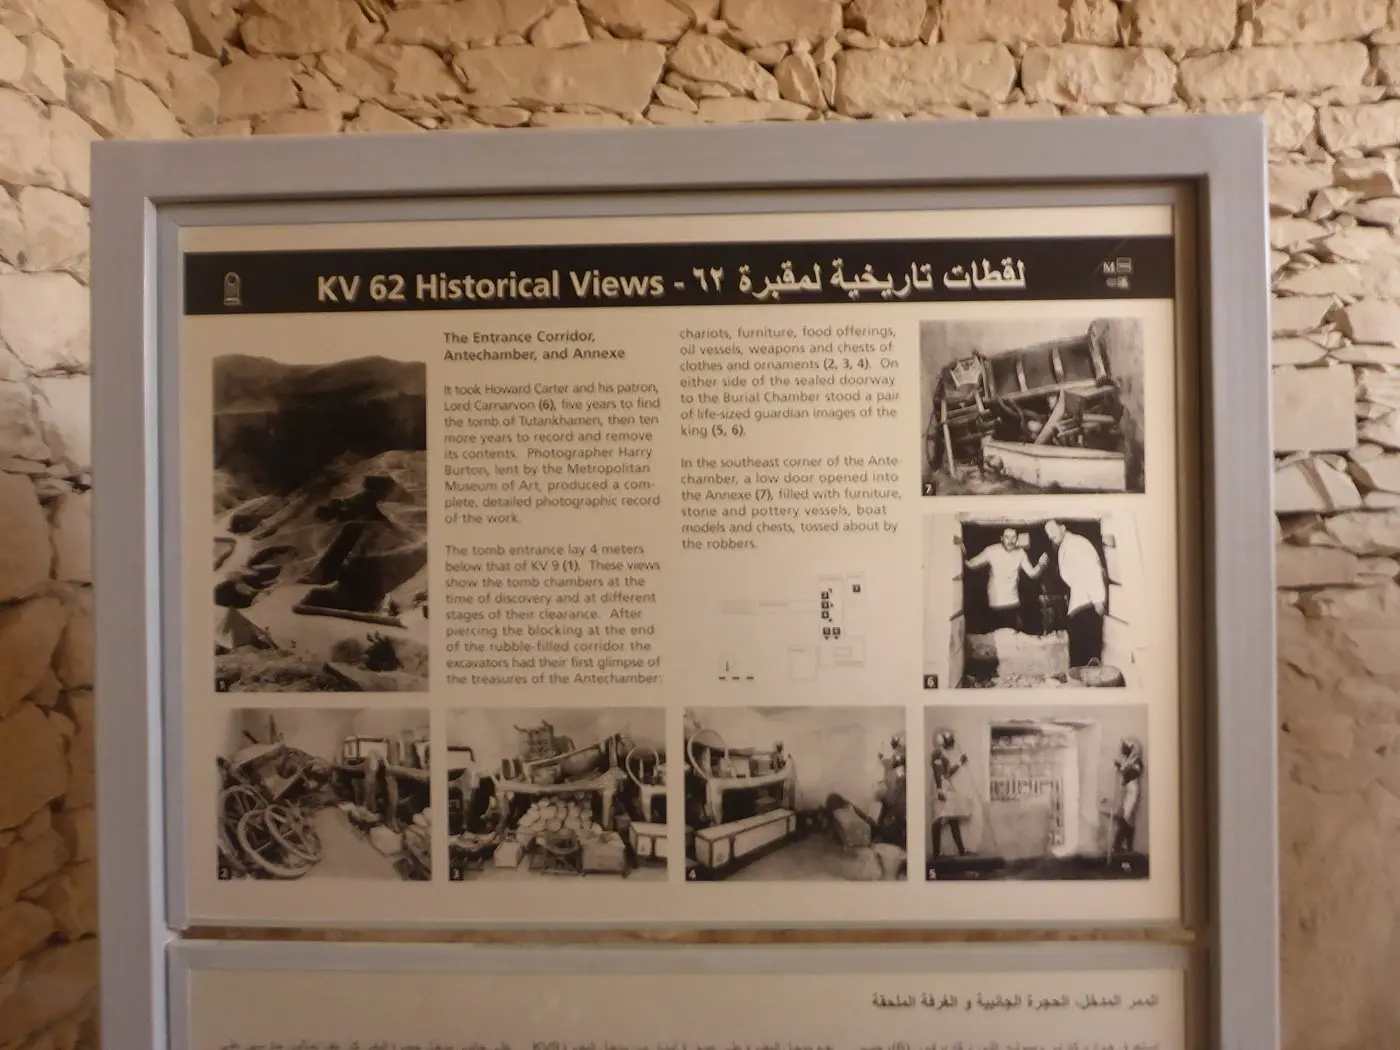 KV 62 Historical Views - لقطات تاريخية لمقبرة ٦٢
The Entrance Corridor,
Antechamber, and Annexe
It took Howard Carter and his patron,
Lord Carnarvon (6), five years to find
the tomb of Tutankhamen, then ten
more years to record and remove
its contents. Photographer Harry
Burton, lent by the Metropolitan
Museum of Art, produced a com-
plete, detailed photographic record
of the work.
The tomb entrance lay 4 meters
below that of KV 9 (1). These views
show the tomb chambers at the
time of discovery and at different
stages of their clearance. After
piercing the blocking at the end
of the rubble-filled corridor the
excavators had their first glimpse of
the treasures of the Antechamber:
chariots, furniture, food offerings,
oil vessels, weapons and chests of
clothes and ornaments (2, 3, 4). On
either side of the sealed doorway
to the Burial Chamber stood a pair
of life-sized guardian images of the
king (5, 6).
In the southeast corner of the Ante-
chamber, a low door opened into
the Annexe (7), filled with furniture,
stone and pottery vessels, boat
models and chests, tossed about by
the robbers.
7
6
1
2
3
4
5
الممر المدخل، الحجرة الجانبية و الغرفة الملحقة